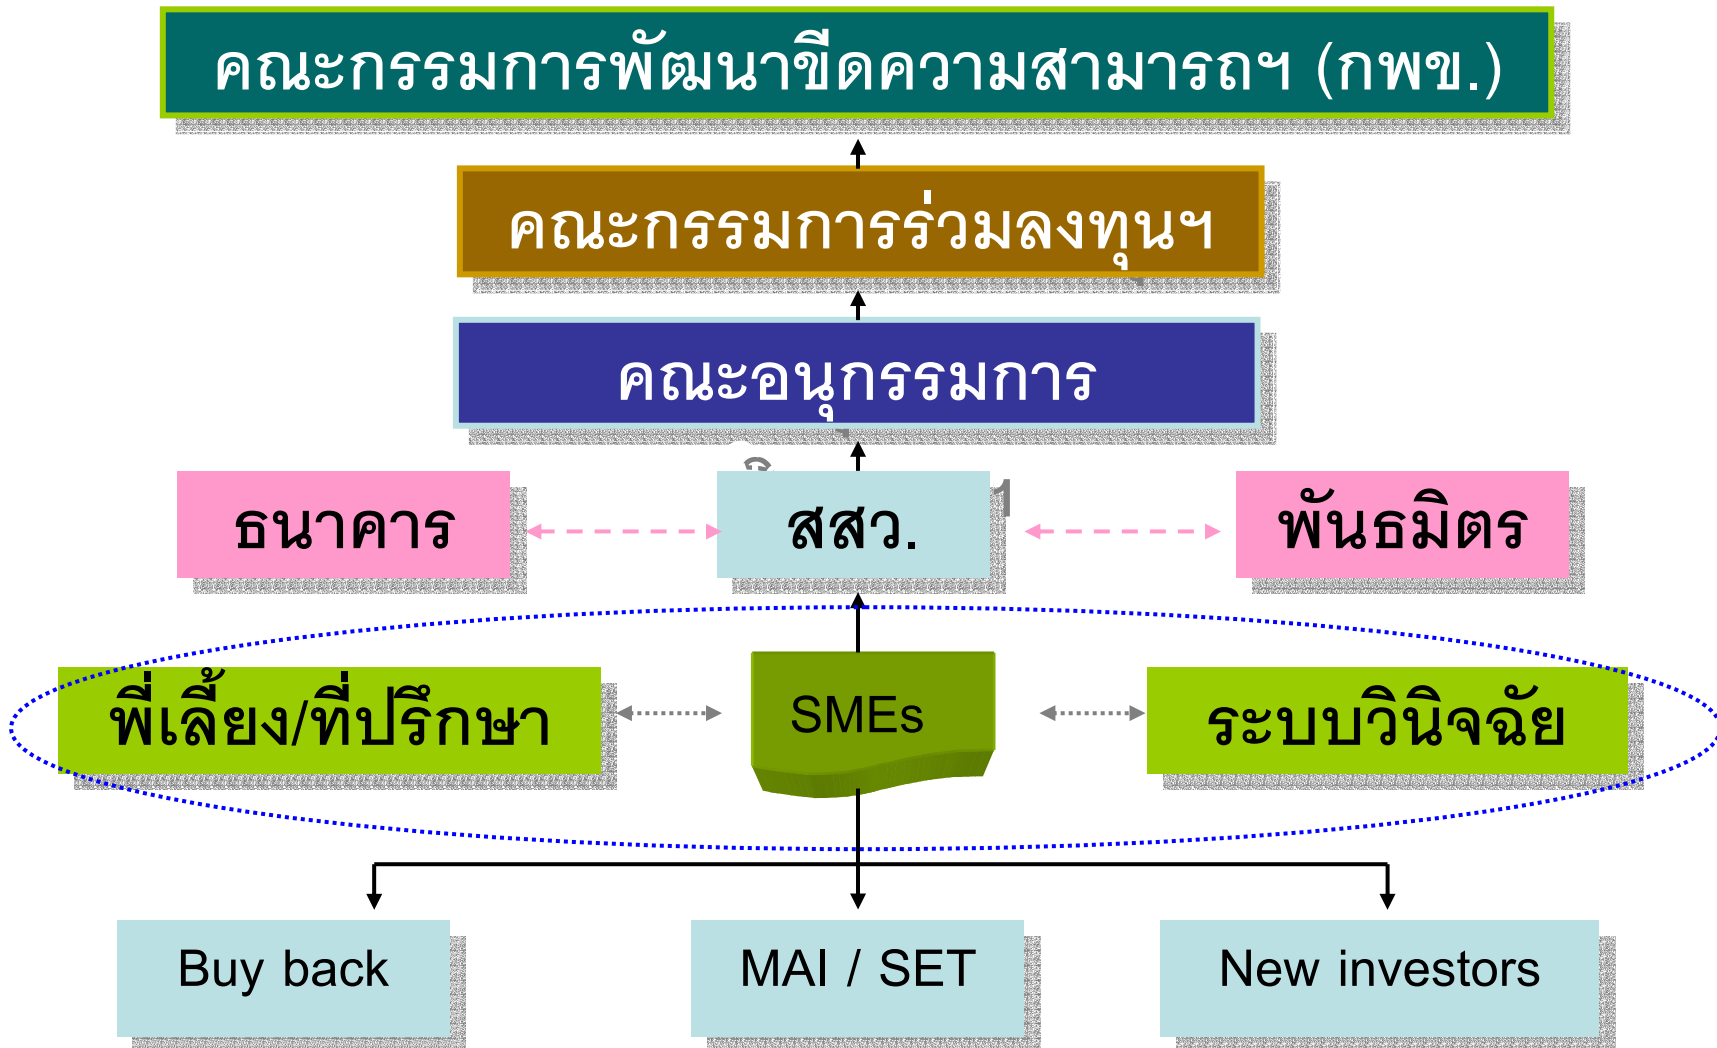 คณะกรรมการพัฒนาขีดความสามารถฯ (กพข.)
คณะกรรมการร่วมลงทุนฯ
คณะอนุกรรมการ
ธนาคาร
สสว.
พันธมิตร
พี่เลี้ยง/ที่ปรึกษา
SMEs
ระบบวินิจฉัย
Buy back
MAI / SET
New investors